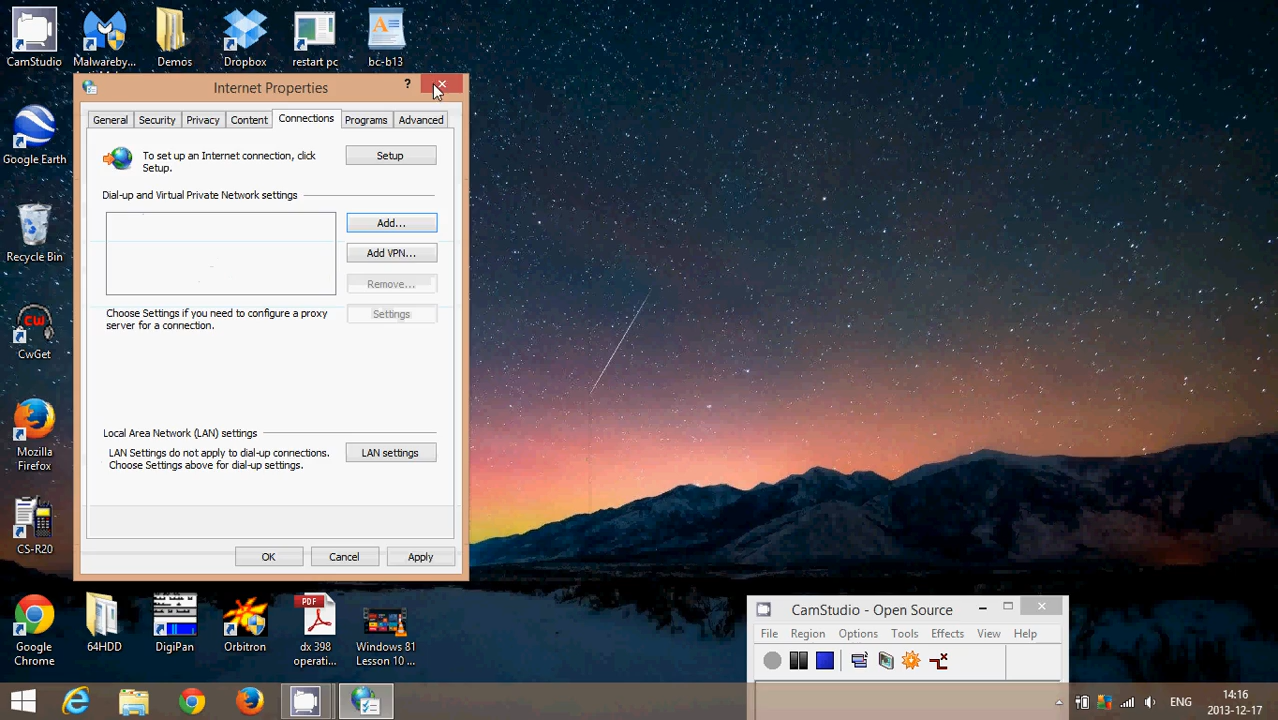 CamStudio
Malwareby...
Demos
Dropbox
restart pc
bc-b13
Internet Properties
?
General
Security
Privacy
Content
Connections
Programs
Advanced
To set up an Internet connection, click
Setup.
Setup
Dial-up and Virtual Private Network settings
Add...
Add VPN...
Remove...
Choose Settings if you need to configure a proxy
server for a connection.
Settings
Local Area Network (LAN) settings
LAN Settings do not apply to dial-up connections.
Choose Settings above for dial-up settings.
LAN settings
OK
Cancel
Apply
Google Earth
Recycle Bin
CW
CwGet
Mozilla
Firefox
CS-R20
Google
Chrome
64HDD
DigiPan
Orbitron
PDF
dx 398
operati...
Windows 81
Lesson 10 ...
CamStudio - Open Source
File
Region
Options
Tools
Effects
View
Help
ENG
14:16
2013-12-17